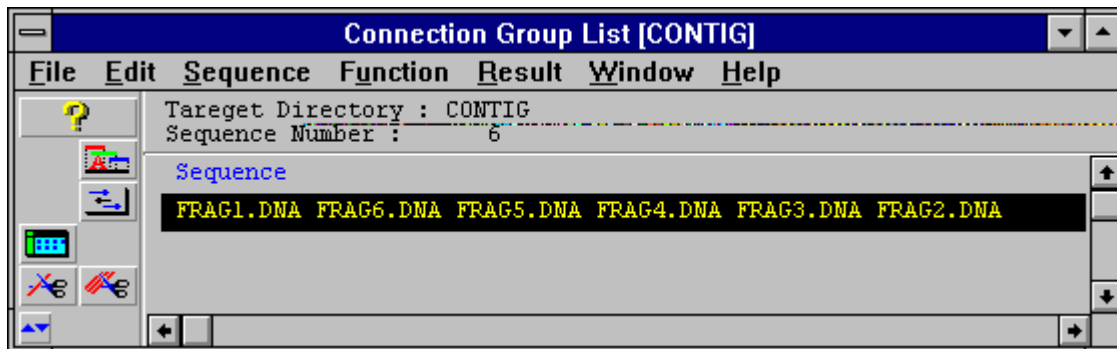 Connection Group List [CONTIG]
File Edit Sequence Function Result Window Help
Tareget Directory : CONTIG
Sequence Number : 6
Sequence
FRAG1.DNA FRAG6.DNA FRAG5.DNA FRAG4.DNA FRAG3.DNA FRAG2.DNA